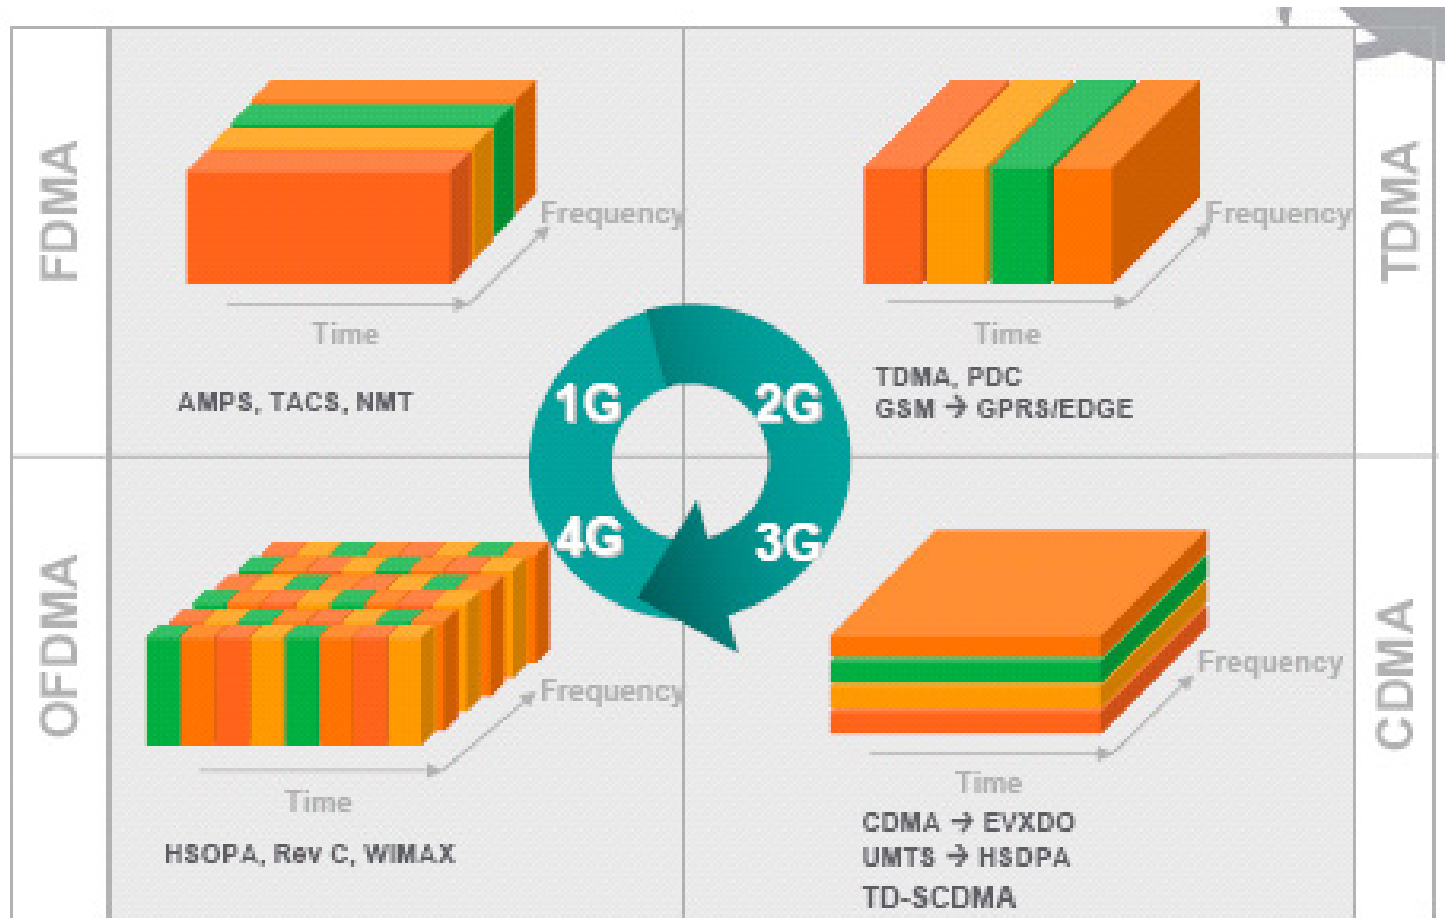 FDMA
Frequency
Time
AMPS, TACS, NMT
TDMA
Frequency
Time
TDMA, PDC
GSM → GPRS/EDGE
1G
2G
4G
3G
OFDMA
Frequency
Time
HSOPA, Rev C, WIMAX
CDMA
Frequency
Time
CDMA → EVXDO
UMTS → HSDPA
TD-SCDMA